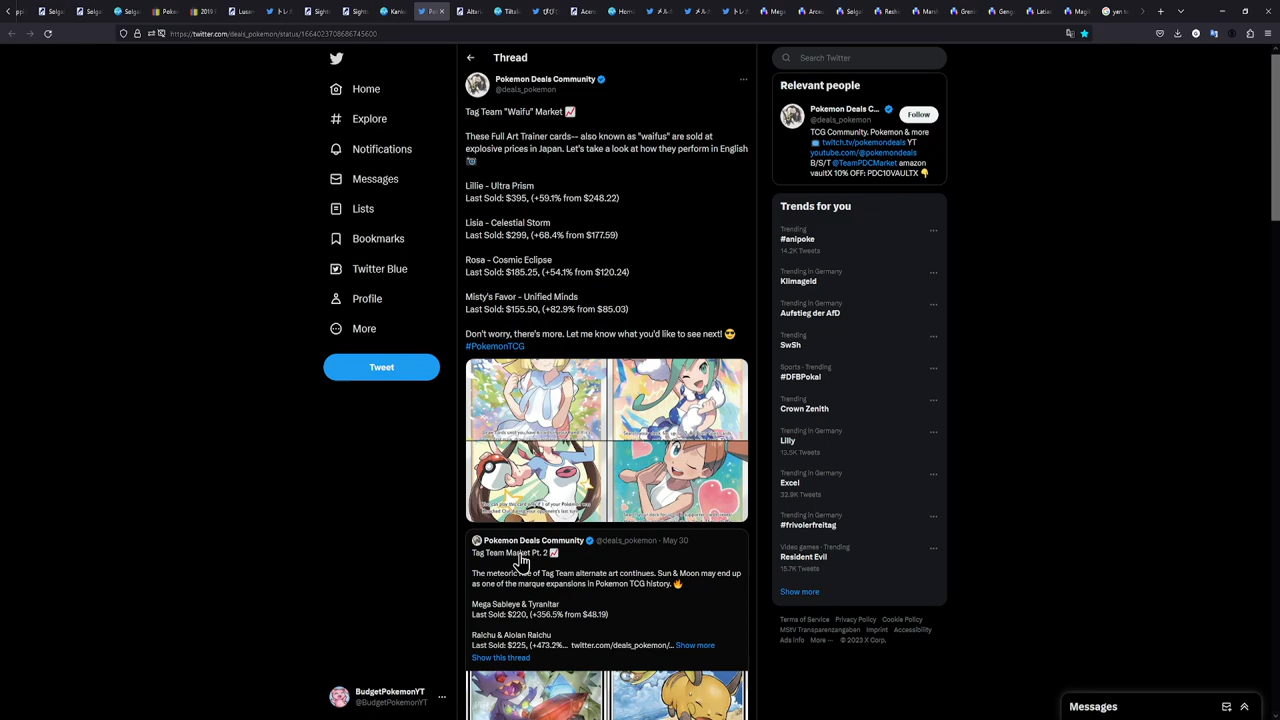 https://twitter.com/deals_pokemon/status/1664023708686745600
Home
Explore
Notifications
Messages
Lists
Bookmarks
Twitter Blue
Profile
More
Tweet
BudgetPokemonYT
@BudgetPokemonYT
Thread
Pokemon Deals Community
@deals_pokemon
Tag Team "Waifu" Market
These Full Art Trainer cards-- also known as "waifus" are sold at
explosive prices in Japan. Let's take a look at how they perform in English
Lillie - Ultra Prism
Last Sold: $395, (+59.1% from $248.22)
Lisia - Celestial Storm
Last Sold: $299, (+68.4% from $177.59)
Rosa - Cosmic Eclipse
Last Sold: $185.25, (+54.1% from $120.24)
Misty's Favor - Unified Minds
Last Sold: $155.50, (+82.9% from $85.03)
Don't worry, there's more. Let me know what you'd like to see next!
#PokemonTCG
Pokemon Deals Community @deals_pokemon · May 30
Tag Team Market Pt. 2
The meteoric of Tag Team alternate art continues. Sun & Moon may end up
as one of the marque expansions in Pokemon TCG history.
Mega Sableye & Tyranitar
Last Sold: $220, (+356.5% from $48.19)
Raichu & Alolan Raichu
Last Sold: $225, (+473.2%... twitter.com/deals_pokemon/... Show more
Show this thread
Search Twitter
Relevant people
Pokemon Deals C...
@deals_pokemon
Follow
TCG Community. Pokemon & more
twitch.tv/pokemondeals YT
youtube.com/@pokemondeals
B/S/T @TeamPDCMarket amazon
vaultX 10% OFF: PDC10VAULTX
Trends for you
Trending
#anipoke
14.2K Tweets
Trending in Germany
Klimageld
Trending in Germany
Aufstieg der AfD
Trending
SwSh
Sports · Trending
#DFBPokal
Trending
Crown Zenith
Trending in Germany
Lilly
13.5K Tweets
Trending in Germany
Excel
32.9K Tweets
Trending in Germany
#frivolerfreitag
Video games · Trending
Resident Evil
15.7K Tweets
Show more
Terms of Service Privacy Policy Cookie Policy
MStV Transparenzangaben Imprint Accessibility
Ads info More ... © 2023 X Corp.
Messages